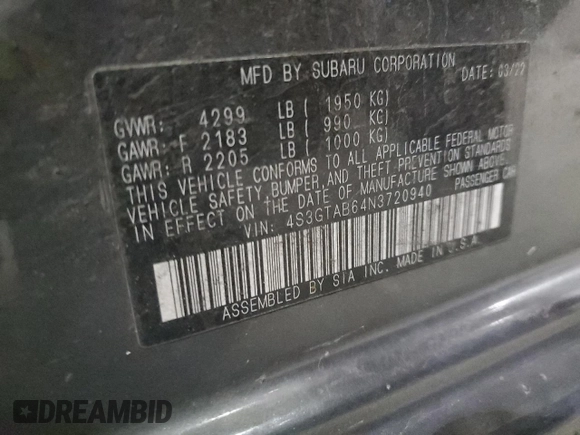 MFD BY SUBARU CORPORATION DATE: 03/22
GVWR: 4299 LB ( 1950 KG)
GAWR: F 2183 LB ( 990 KG)
GAWR: R 2205 LB ( 1000 KG)
THIS VEHICLE CONFORMS TO ALL APPLICABLE FEDERAL MOTOR
VEHICLE SAFETY,BUMPER,AND THEFT PREVENTION STANDARDS
IN EFFECT ON THE DATE OF MANUFACTURE SHOWN ABOVE.
VIN: 4S3GTAB64N3720940 PASSENGER CAR
ASSEMBLED BY SIA INC. MADE IN U.S.A.
DREAMBID